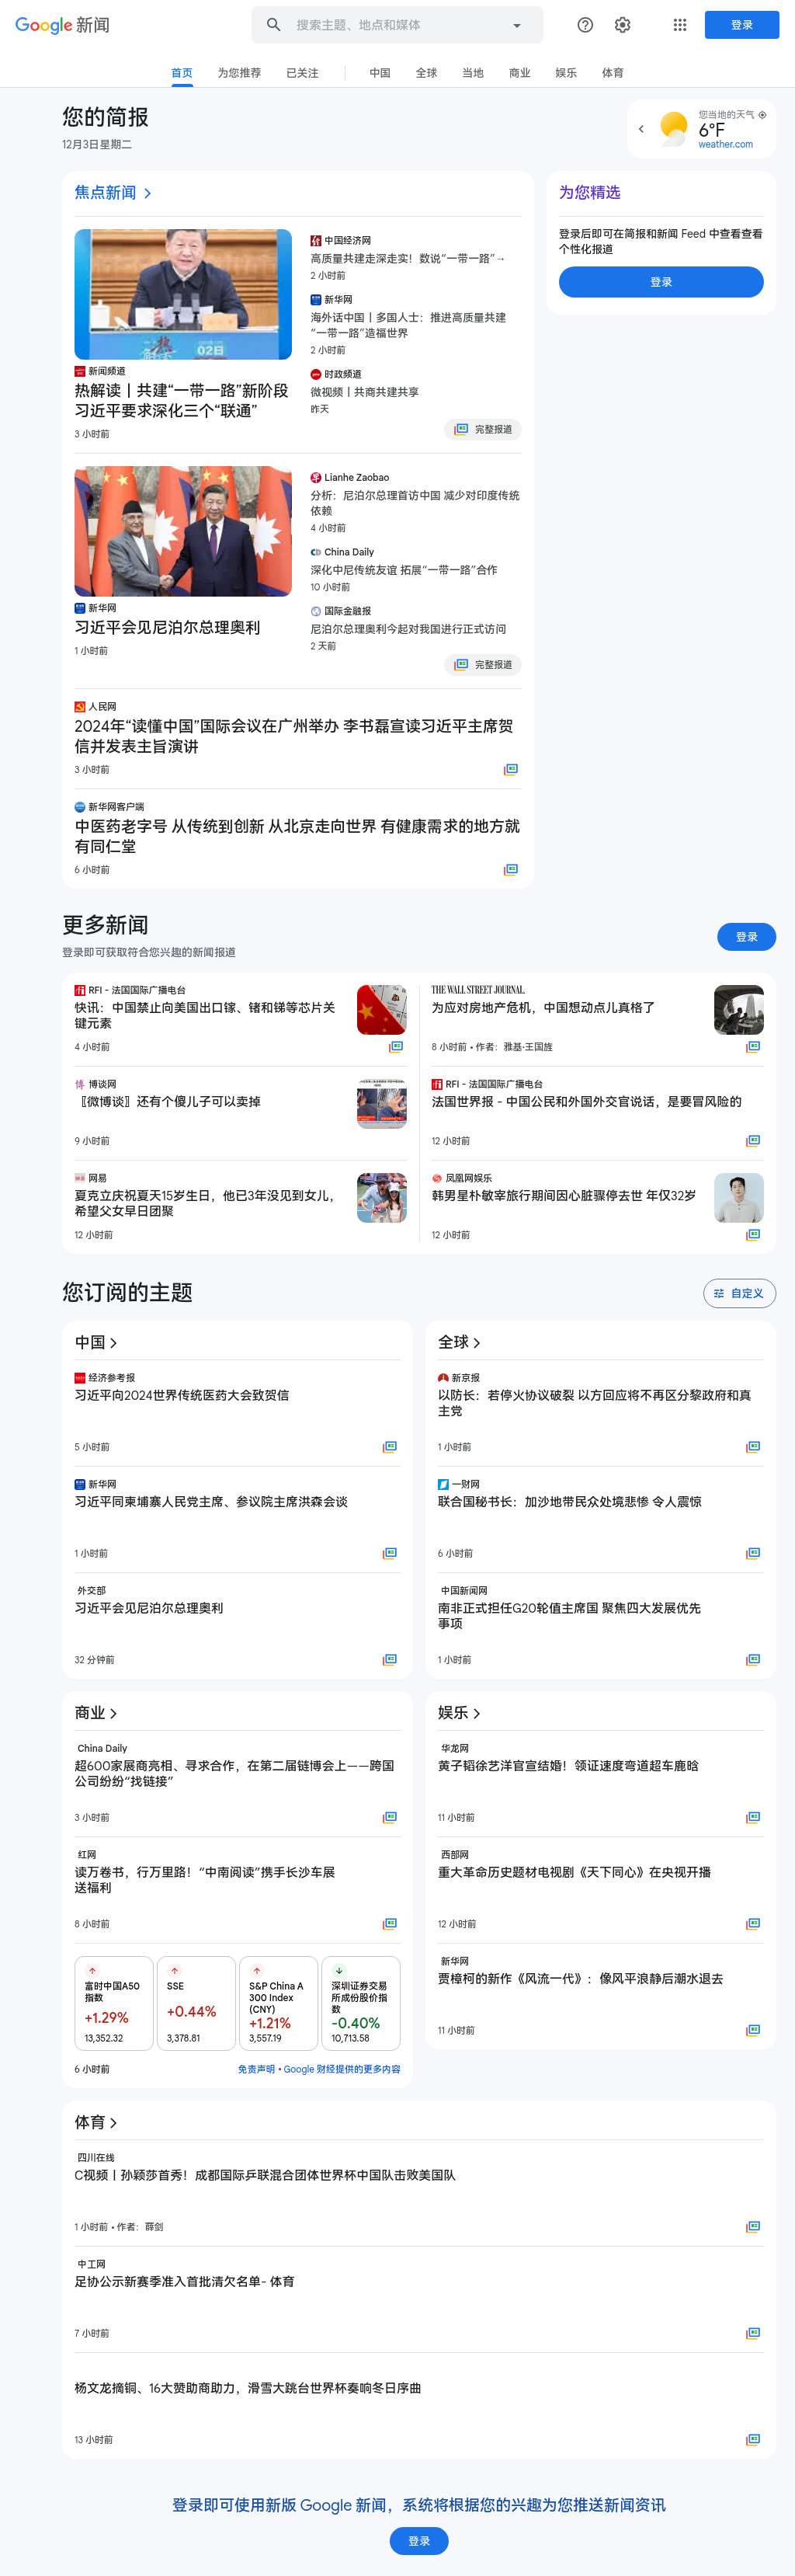 Google 新闻
搜索主题、地点和媒体
登录
首页
为您推荐
已关注
中国
全球
当地
商业
娱乐
体育
您的简报
12月3日星期二
您当地的天气
6°F
weather.com
焦点新闻
新闻频道
热解读丨共建“一带一路”新阶段
习近平要求深化三个“联通”
3 小时前
中国经济网
高质量共建走深走实！数说“一带一路”→
2 小时前
新华网
海外话中国丨多国人士：推进高质量共建
“一带一路”造福世界
2 小时前
时政频道
微视频丨共商共建共享
昨天
完整报道
新华网
习近平会见尼泊尔总理奥利
1 小时前
Lianhe Zaobao
分析：尼泊尔总理首访中国 减少对印度传统
依赖
4 小时前
China Daily
深化中尼传统友谊 拓展“一带一路”合作
10 小时前
国际金融报
尼泊尔总理奥利今起对我国进行正式访问
2 天前
完整报道
人民网
2024年“读懂中国”国际会议在广州举办 李书磊宣读习近平主席贺
信并发表主旨演讲
3 小时前
新华网客户端
中医药老字号 从传统到创新 从北京走向世界 有健康需求的地方就
有同仁堂
6 小时前
为您精选
登录后即可在简报和新闻 Feed 中查看查看
个性化报道
登录
更多新闻
登录即可获取符合您兴趣的新闻报道
登录
RFI - 法国国际广播电台
快讯：中国禁止向美国出口镓、锗和锑等芯片关
键元素
4 小时前
THE WALL STREET JOURNAL.
为应对房地产危机，中国想动点儿真格了
8 小时前 • 作者：雅基·王国旌
博谈网
〖微博谈〗还有个傻儿子可以卖掉
9 小时前
RFI - 法国国际广播电台
法国世界报 - 中国公民和外国外交官说话，是要冒风险的
12 小时前
网易
夏克立庆祝夏天15岁生日，他已3年没见到女儿，
希望父女早日团聚
12 小时前
凤凰网娱乐
韩男星朴敏宰旅行期间因心脏骤停去世 年仅32岁
12 小时前
您订阅的主题
自定义
中国
经济参考报
习近平向2024世界传统医药大会致贺信
5 小时前
新华网
习近平同柬埔寨人民党主席、参议院主席洪森会谈
1 小时前
外交部
习近平会见尼泊尔总理奥利
32 分钟前
全球
新京报
以防长：若停火协议破裂 以方回应将不再区分黎政府和真
主党
1 小时前
一财网
联合国秘书长：加沙地带民众处境悲惨 令人震惊
6 小时前
中国新闻网
南非正式担任G20轮值主席国 聚焦四大发展优先
事项
1 小时前
商业
China Daily
超600家展商亮相、寻求合作，在第二届链博会上——跨国
公司纷纷“找链接”
3 小时前
红网
读万卷书，行万里路！“中南阅读”携手长沙车展
送福利
8 小时前
富时中国A50
指数
+1.29%
13,352.32
SSE
+0.44%
3,378.81
S&P China A
300 Index
(CNY)
+1.21%
3,557.19
深圳证券交易
所成份股价指
数
-0.40%
10,713.58
6 小时前
免责声明 • Google 财经提供的更多内容
娱乐
华龙网
黄子韬徐艺洋官宣结婚！领证速度弯道超车鹿晗
11 小时前
西部网
重大革命历史题材电视剧《天下同心》在央视开播
12 小时前
新华网
贾樟柯的新作《风流一代》：像风平浪静后潮水退去
11 小时前
体育
四川在线
C视频丨孙颖莎首秀！成都国际乒联混合团体世界杯中国队击败美国队
1 小时前 • 作者：薛剑
中工网
足协公示新赛季准入首批清欠名单- 体育
7 小时前
杨文龙摘铜、16大赞助商助力，滑雪大跳台世界杯奏响冬日序曲
13 小时前
登录即可使用新版 Google 新闻，系统将根据您的兴趣为您推送新闻资讯
登录